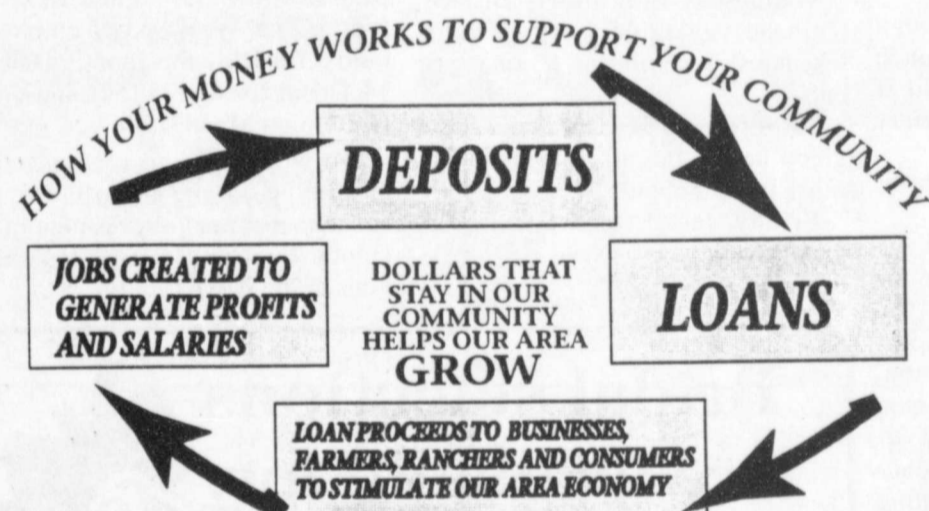 HOW YOUR MONEY WORKS TO SUPPORT YOUR COMMUNITY
DEPOSITS
LOANS
JOBS CREATED TO
GENERATE PROFITS
AND SALARIES
DOLLARS THAT
STAY IN OUR
COMMUNITY
HELPS OUR AREA
GROW
LOAN PROCEEDS TO BUSINESSES,
FARMERS, RANCHERS AND CONSUMERS
TO STIMULATE OUR AREA ECONOMY